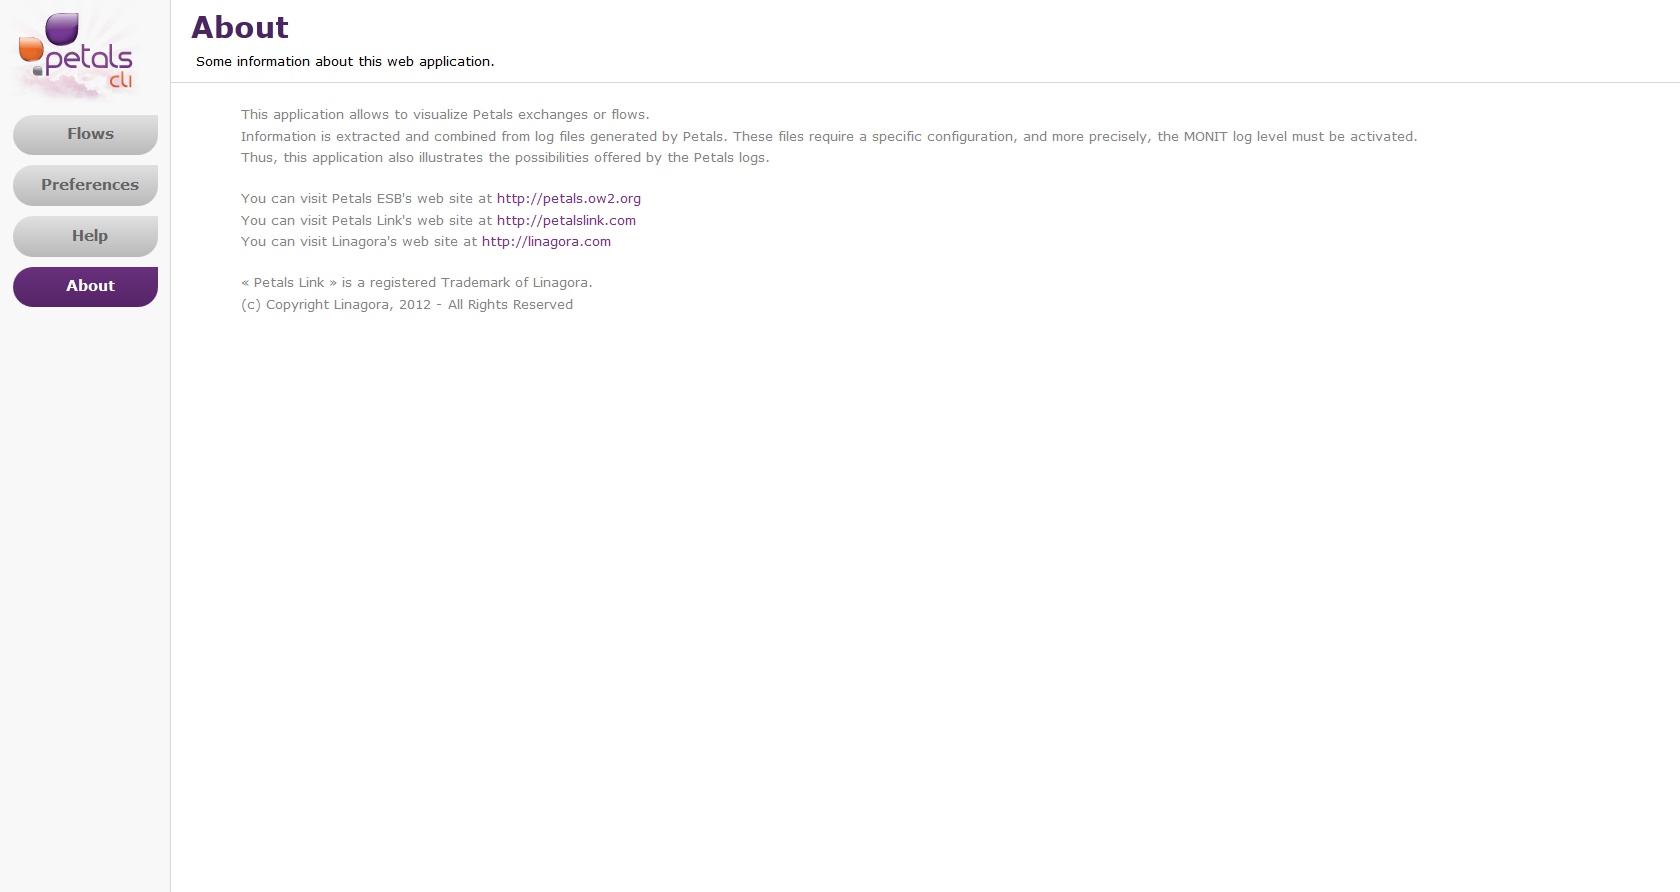 petals
cli
Flows
Preferences
Help
About
About
Some information about this web application.
This application allows to visualize Petals exchanges or flows.
Information is extracted and combined from log files generated by Petals. These files require a specific configuration, and more precisely, the MONIT log level must be activated.
Thus, this application also illustrates the possibilities offered by the Petals logs.
You can visit Petals ESB's web site at http://petals.ow2.org
You can visit Petals Link's web site at http://petalslink.com
You can visit Linagora's web site at http://linagora.com
« Petals Link » is a registered Trademark of Linagora.
(c) Copyright Linagora, 2012 - All Rights Reserved